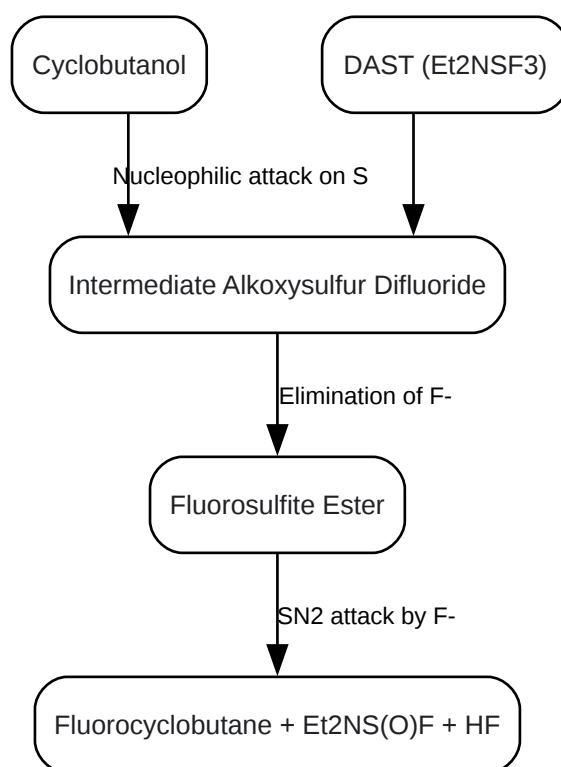 Cyclobutanol
DAST (Et2NSF3)
Nucleophilic attack on S
Intermediate Alkoxysulfur Difluoride
Elimination of F-
Fluorosulfite Ester
SN2 attack by F-
Fluorocyclobutane + Et2NS(O)F + HF